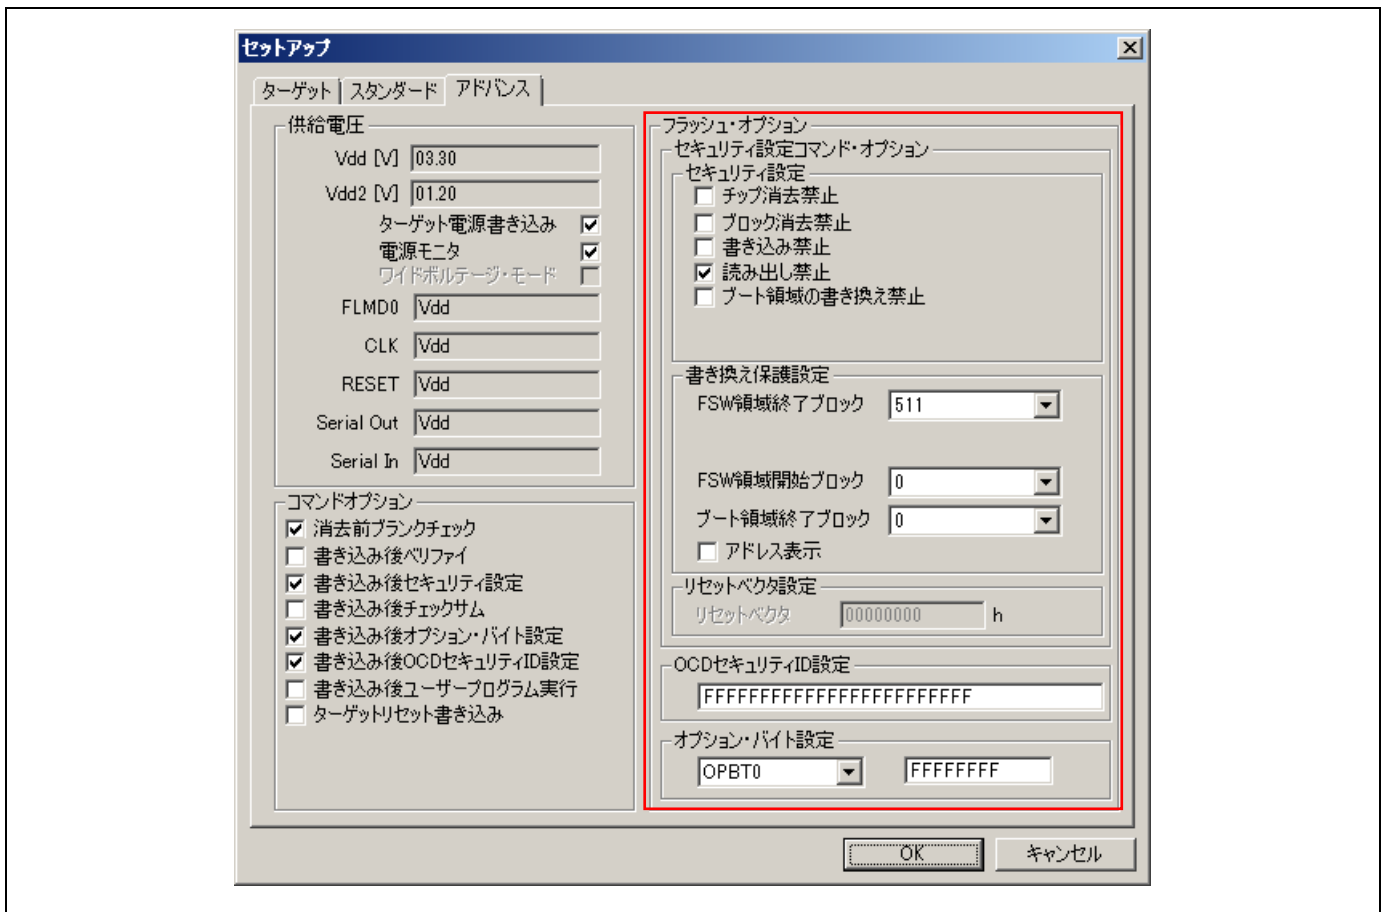 セットアップ
ターゲット スタンダード アドバンス
供給電圧
Vdd [V] 03.30
Vdd2 [V] 01.20
ターゲット電源書き込み
電源モニタ
ワイドボルテージ・モード
FLMD0 Vdd
CLK Vdd
RESET Vdd
Serial Out Vdd
Serial In Vdd
コマンドオプション
消去前ブランクチェック
書き込み後ベリファイ
書き込み後セキュリティ設定
書き込み後チェックサム
書き込み後オプション・バイト設定
書き込み後OCDセキュリティID設定
書き込み後ユーザープログラム実行
ターゲットリセット書き込み
フラッシュ・オプション
セキュリティ設定コマンド・オプション
セキュリティ設定
チップ消去禁止
ブロック消去禁止
書き込み禁止
読み出し禁止
ブート領域の書き換え禁止
書き換え保護設定
FSW領域終了ブロック 511
FSW領域開始ブロック 0
ブート領域終了ブロック 0
アドレス表示
リセットベクタ設定
リセットベクタ 00000000 h
OCDセキュリティID設定
FFFFFFFFFFFFFFFFFFFFFFFF
オプション・バイト設定
OPBT0 FFFFFFFF
OK キャンセル